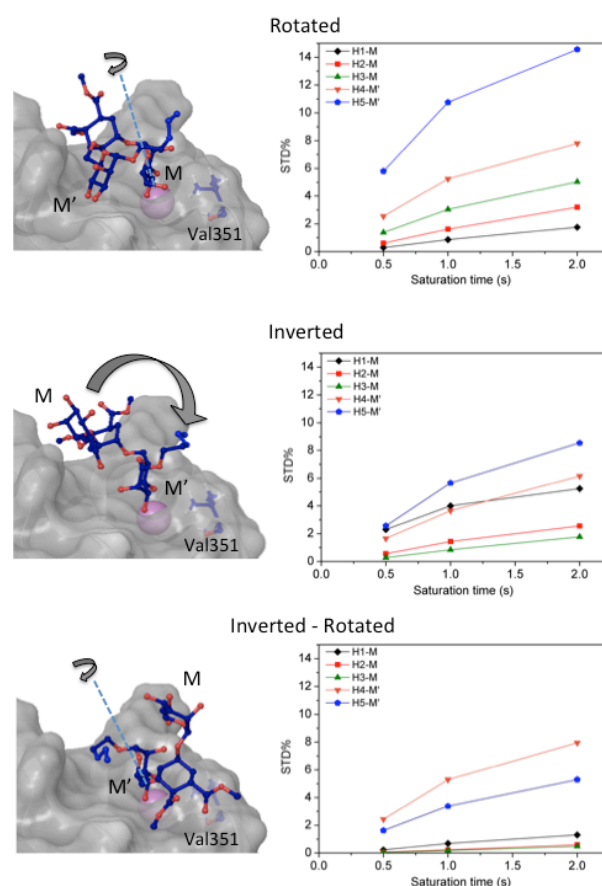 Rotated
M
M'
Val351
STD%
14
12
10
8
6
4
2
0
H1-M
H2-M
H3-M
H4-M'
H5-M'
0.0 0.5 1.0 1.5 2.0
Saturation time (s)
Inverted
M
M'
Val351
STD%
14
12
10
8
6
4
2
0
H1-M
H2-M
H3-M
H4-M'
H5-M'
0.0 0.5 1.0 1.5 2.0
Saturation time (s)
Inverted - Rotated
M
M'
Val351
STD%
14
12
10
8
6
4
2
0
H1-M
H2-M
H3-M
H4-M'
H5-M'
0.0 0.5 1.0 1.5 2.0
Saturation time (s)